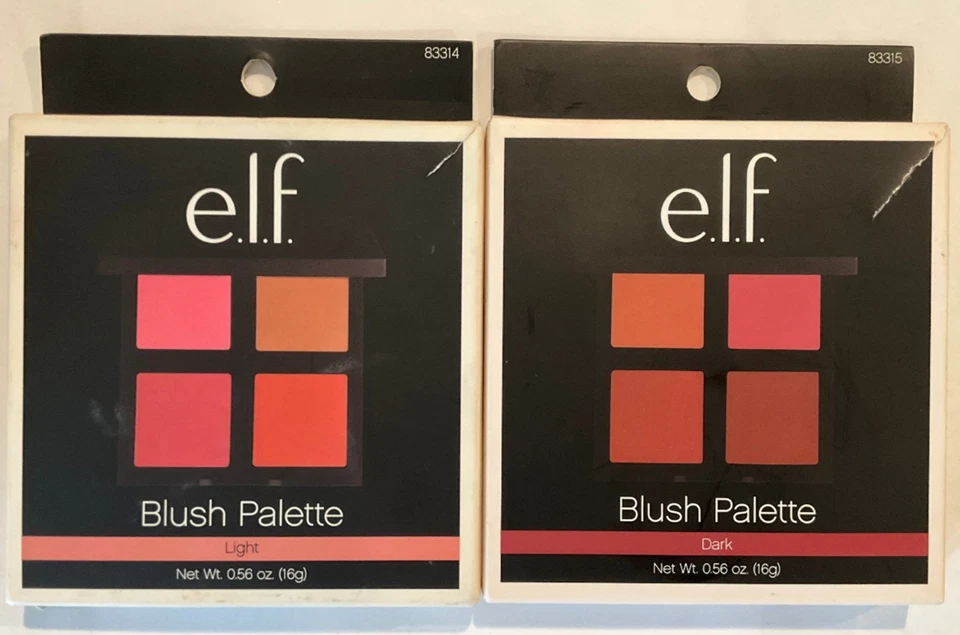 83314
e.l.f.
Blush Palette
Light
Net Wt. 0.56 oz. (16g)
83315
e.l.f.
Blush Palette
Dark
Net Wt. 0.56 oz. (16g)